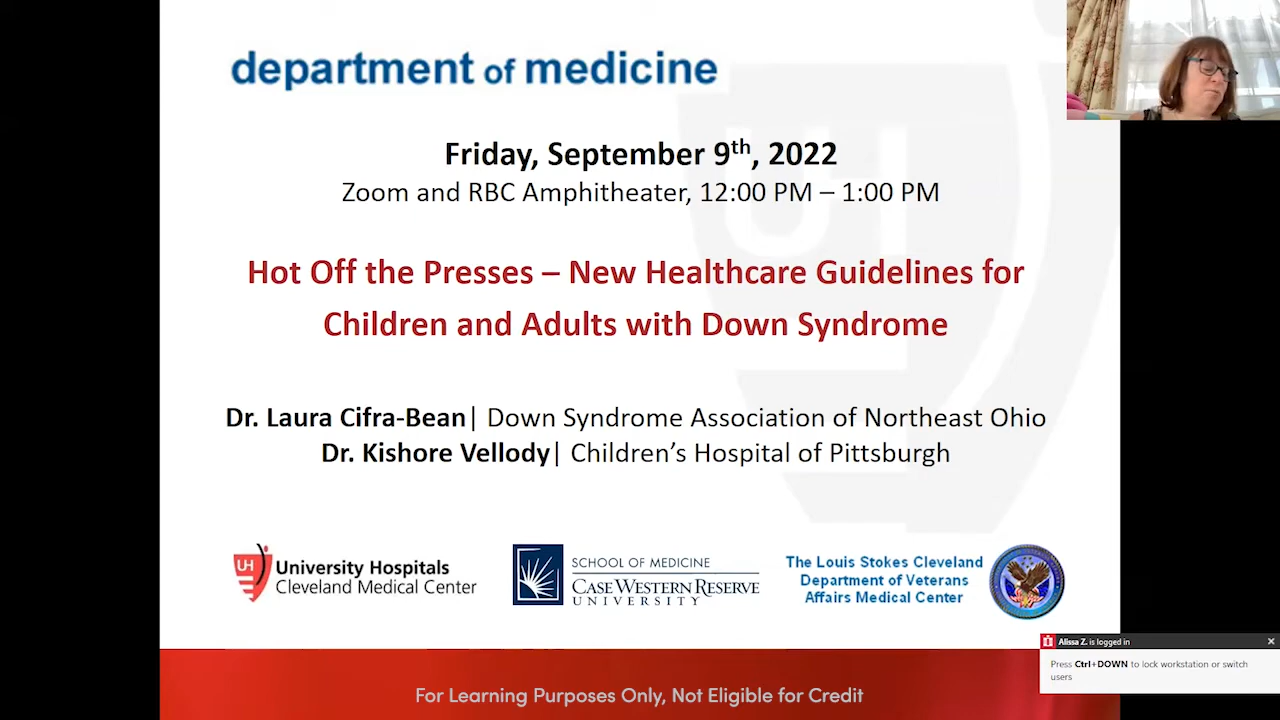 department of medicine
Friday, September 9th, 2022
Zoom and RBC Amphitheater, 12:00 PM – 1:00 PM
Hot Off the Presses – New Healthcare Guidelines for
Children and Adults with Down Syndrome
Dr. Laura Cifra-Bean| Down Syndrome Association of Northeast Ohio
Dr. Kishore Vellody| Children's Hospital of Pittsburgh
UH
University Hospitals
Cleveland Medical Center
SCHOOL OF MEDICINE
CASE WESTERN RESERVE
UNIVERSITY
The Louis Stokes Cleveland
Department of Veterans
Affairs Medical Center
Alissa Z. is logged in
Press Ctrl+DOWN to lock workstation or switch
users
For Learning Purposes Only, Not Eligible for Credit